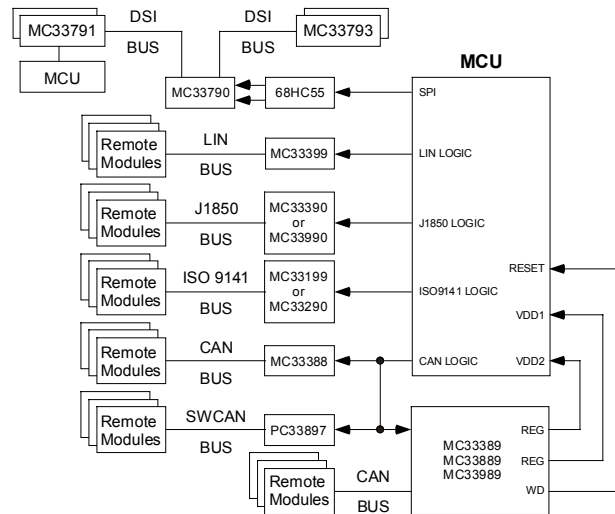 MC33791
DSI
BUS
DSI
BUS
MC33793
MCU
MCU
MC33790
68HC55
SPI
Remote
Modules
LIN
BUS
MC33399
LIN LOGIC
Remote
Modules
J1850
BUS
MC33390
or
MC33990
J1850 LOGIC
RESET
Remote
Modules
ISO 9141
BUS
MC33199
or
MC33290
ISO9141 LOGIC
VDD1
Remote
Modules
CAN
BUS
MC33388
CAN LOGIC
VDD2
Remote
Modules
SWCAN
BUS
PC33897
MC33389
MC33889
MC33989
REG
REG
WD
Remote
Modules
CAN
BUS